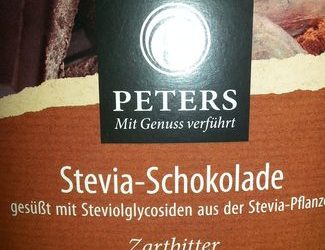 PETERS
Mit Genuss verführt
Stevia-Schokolade
gesüßt mit Steviolglycosiden aus der Stevia-Pflanze
Zartbitter